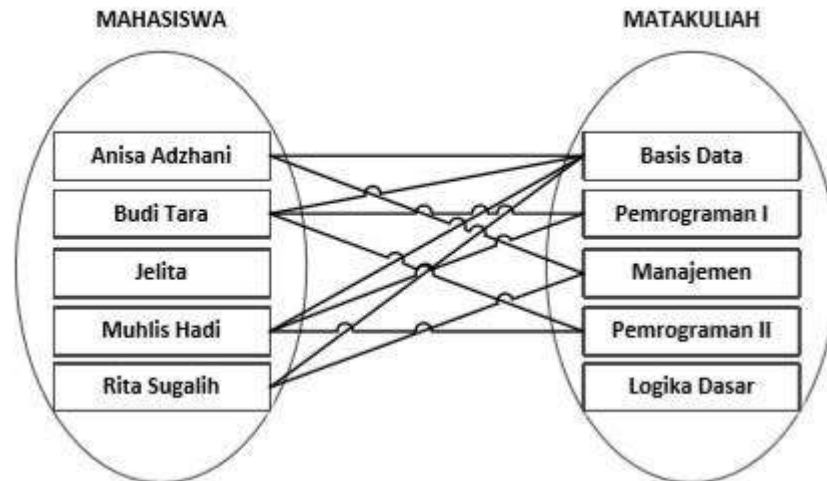 MAHASISWA
MATAKULIAH
Anisa Adzhani
Budi Tara
Jelita
Muhlis Hadi
Rita Sugalih
Basis Data
Pemrograman I
Manajemen
Pemrograman II
Logika Dasar